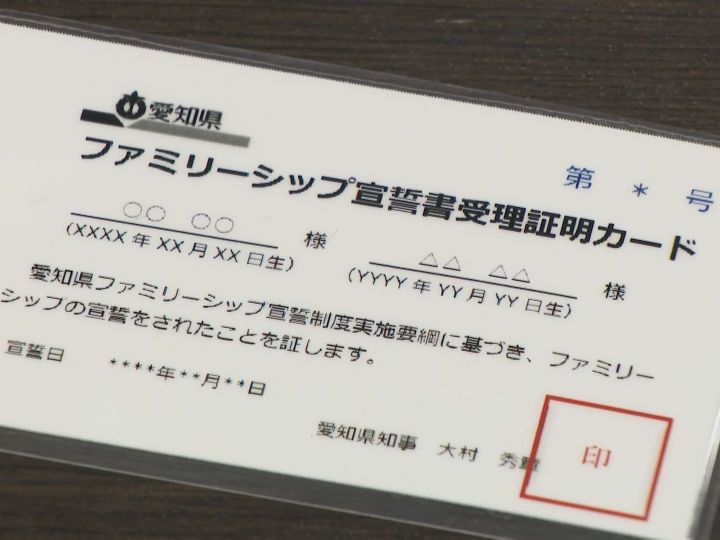 愛知県
ファミリーシップ宣誓書受理証明カード
第 * 号
○○ ○○ 様
(XXXX 年 XX 月 XX 日生)
△△ △△ 様
(YYYY 年 YY 月 YY 日生)
愛知県ファミリーシップ宣誓制度実施要綱に基づき、ファミリー
シップの宣誓をされたことを証します。
宣誓日 ****年**月**日
愛知県知事 大村 秀章
印